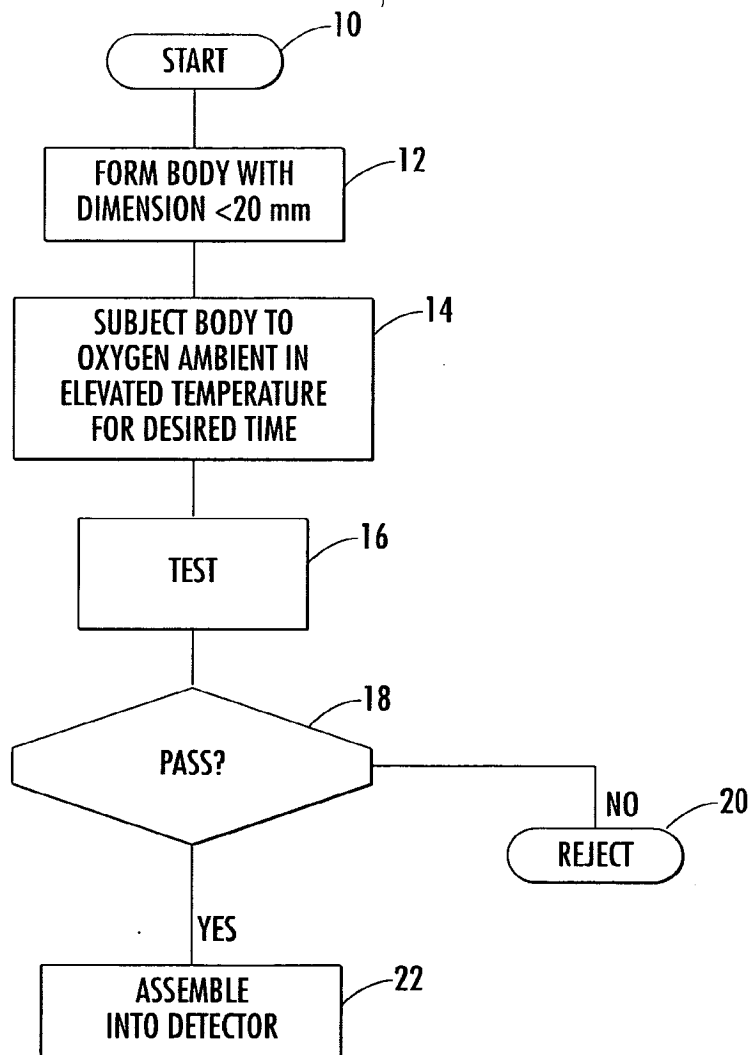 10
START
12
FORM BODY WITH
DIMENSION <20 mm
14
SUBJECT BODY TO
OXYGEN AMBIENT IN
ELEVATED TEMPERATURE
FOR DESIRED TIME
16
TEST
18
PASS?
NO
20
REJECT
YES
22
ASSEMBLE
INTO DETECTOR